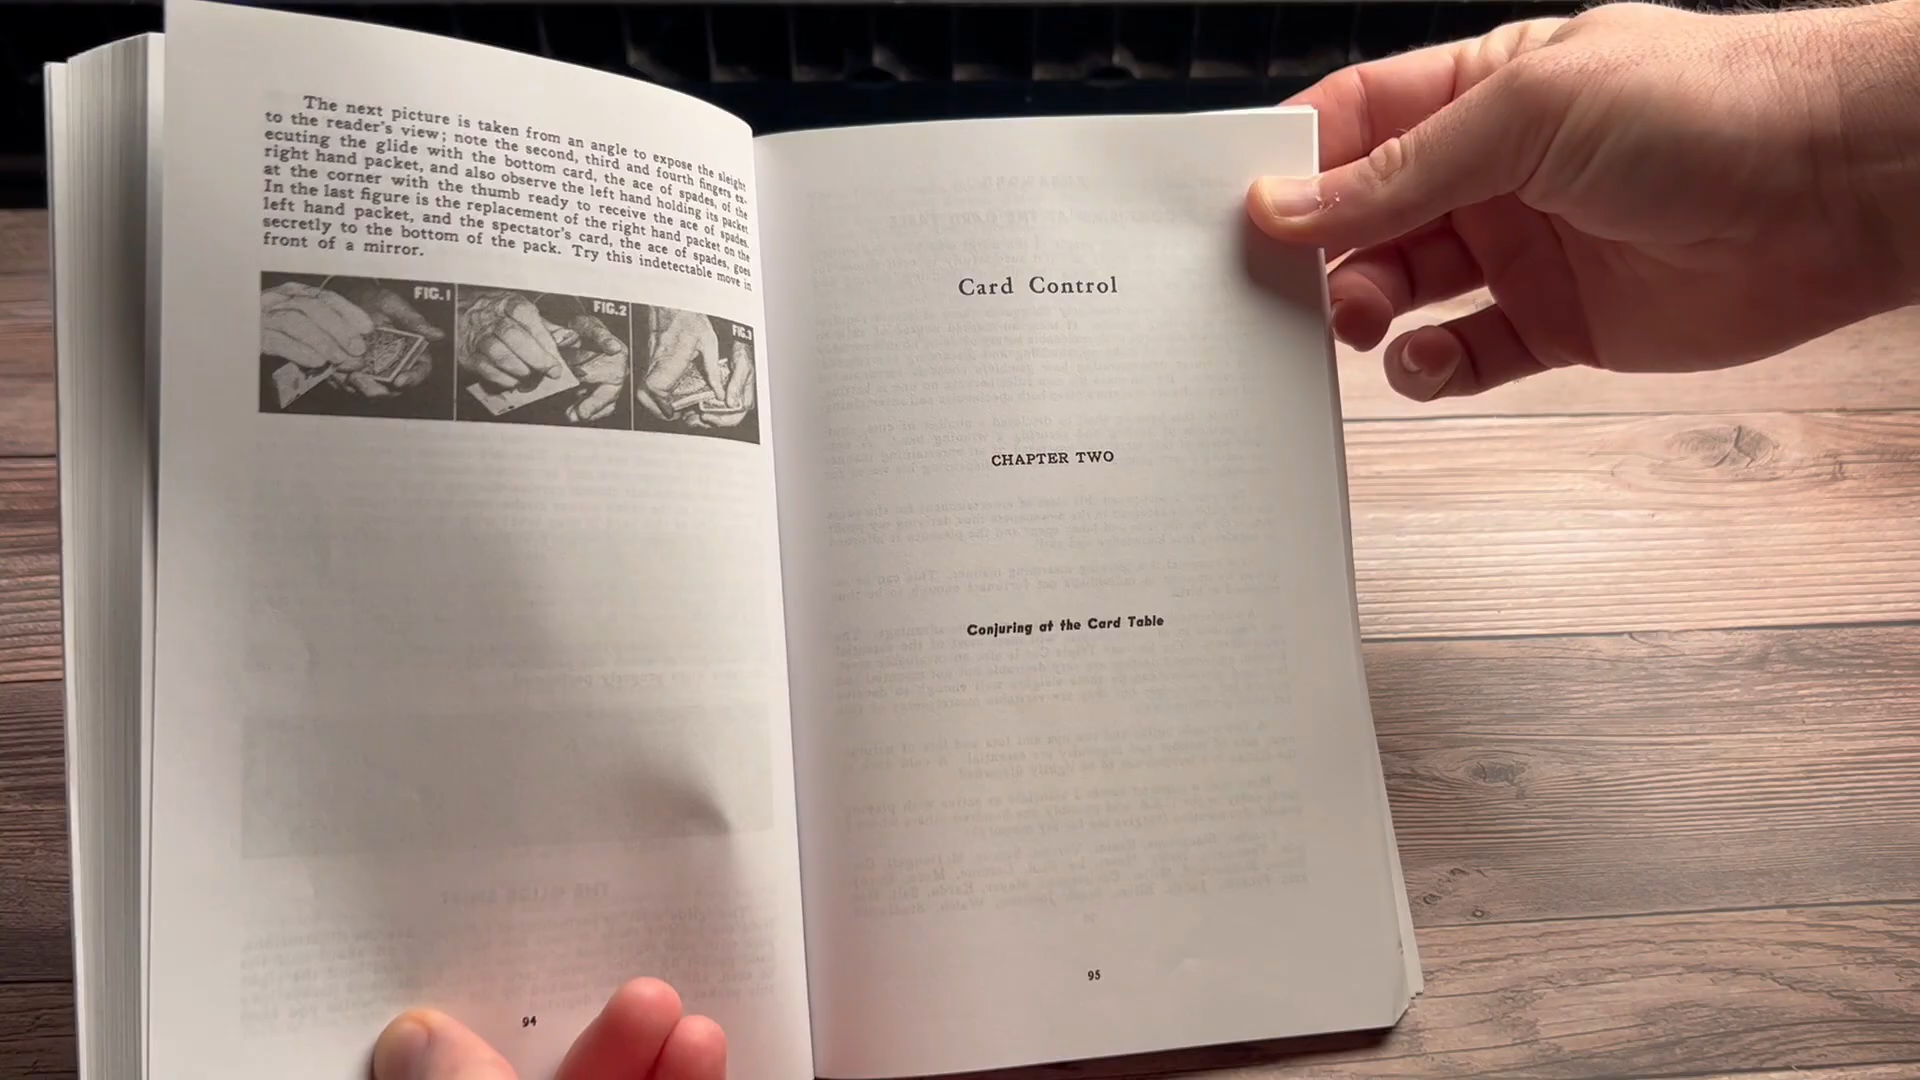 The next picture is taken from an angle to expose the sleight
to the reader's view; note the second, third and fourth fingers ex-
ecuting the glide with the bottom card, the ace of spades, of the
right hand packet, and also observe the left hand holding its packet
at the corner with the thumb ready to receive the ace of spades.
In the last figure is the replacement of the right hand packet on the
left hand packet, and the spectator's card, the ace of spades, goes
secretly to the bottom of the pack. Try this indetectable move in
front of a mirror.
FIG.1
FIG.2
FIG.3
94
Card Control
CHAPTER TWO
Conjuring at the Card Table
95